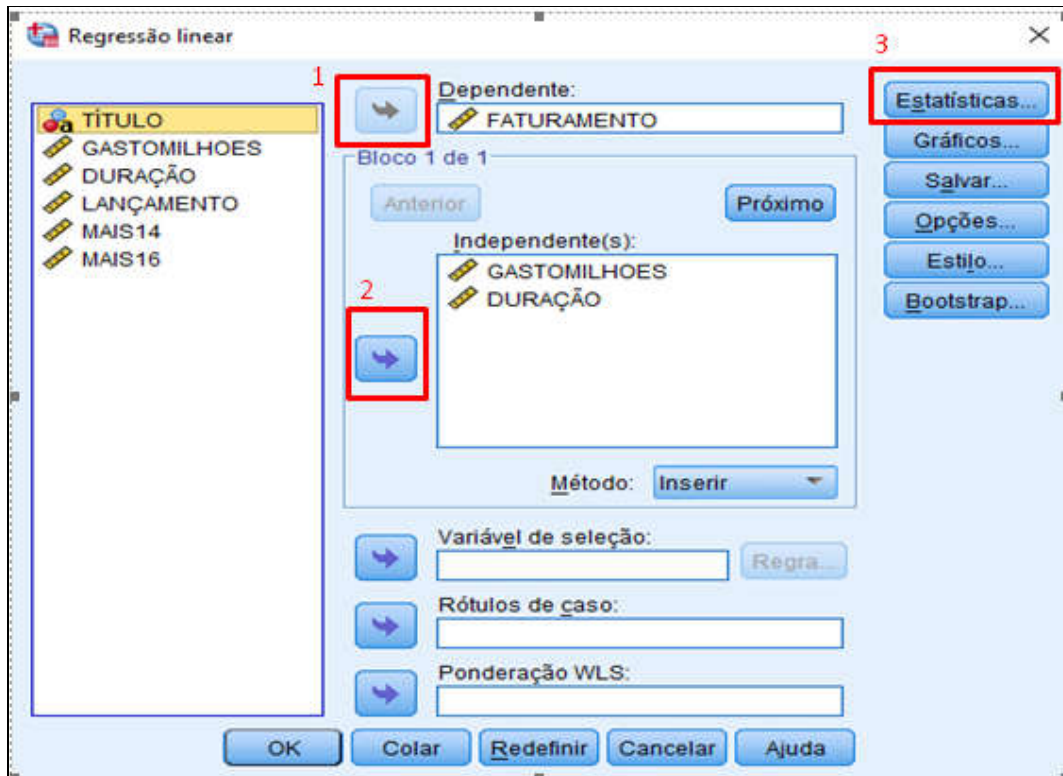 Regressão linear
1
3
TÍTULO
GASTOMILHOES
DURAÇÃO
LANÇAMENTO
MAIS14
MAIS16
Dependente:
FATURAMENTO
Bloco 1 de 1
Anterior
Próximo
Independente(s):
2
GASTOMILHOES
DURAÇÃO
Método:
Inserir
Variável de seleção:
Regra...
Rótulos de caso:
Ponderação WLS:
Estatísticas...
Gráficos...
Salvar...
Opções...
Estilo...
Bootstrap...
OK
Colar
Redefinir
Cancelar
Ajuda